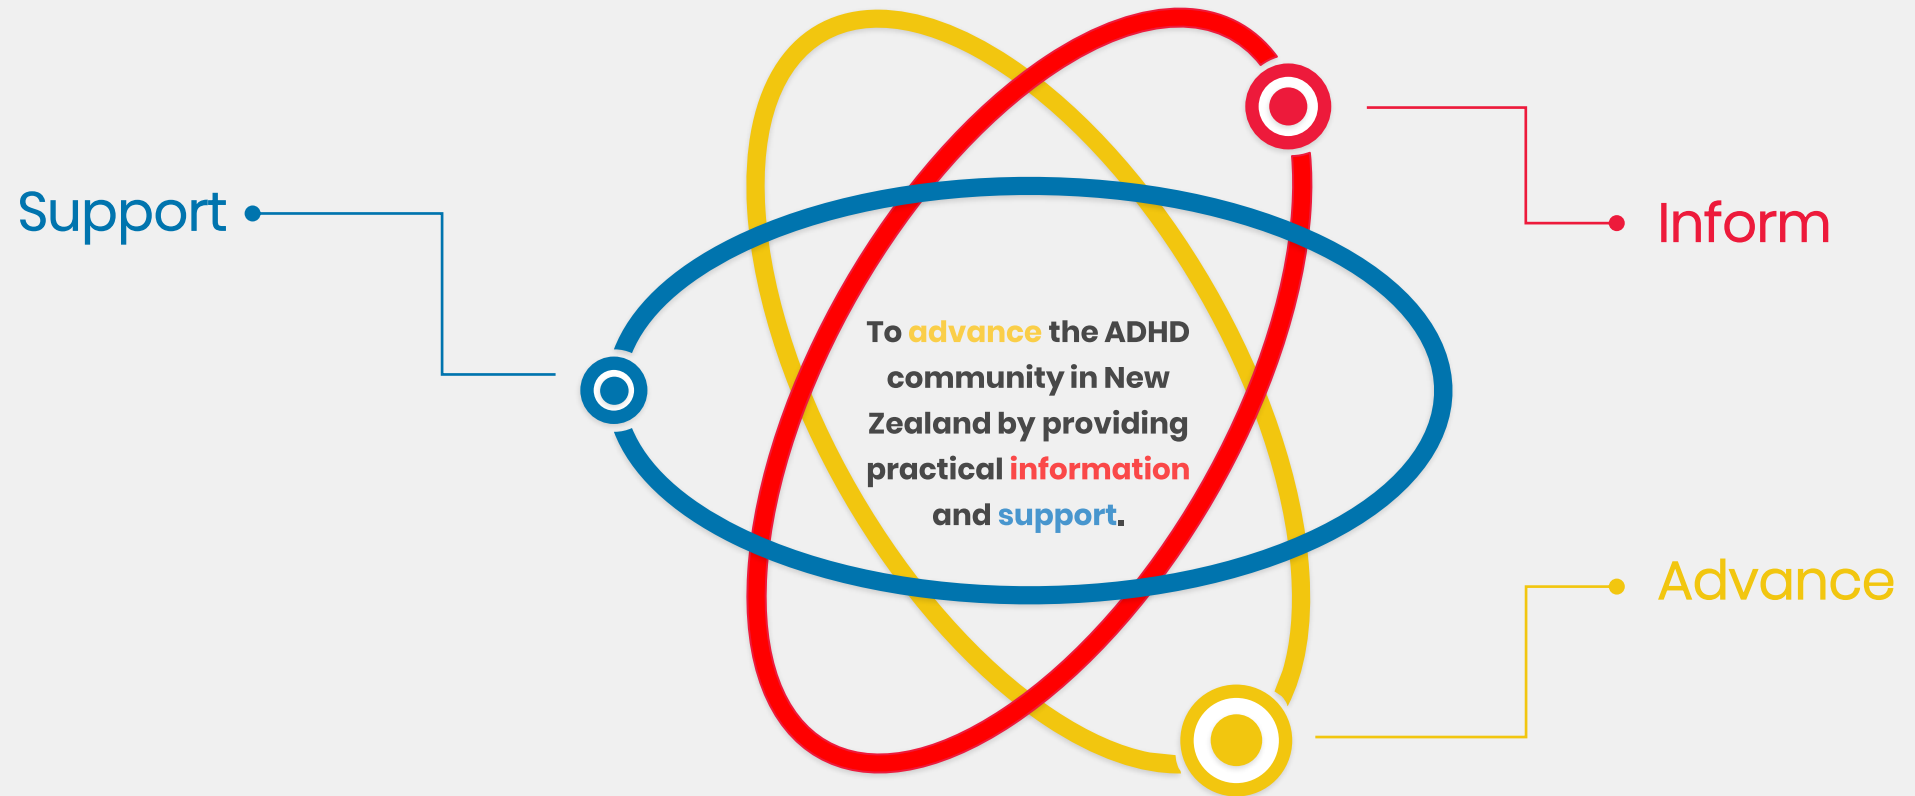 Support
Inform
To advance the ADHD
community in New
Zealand by providing
practical information
and support.
Advance